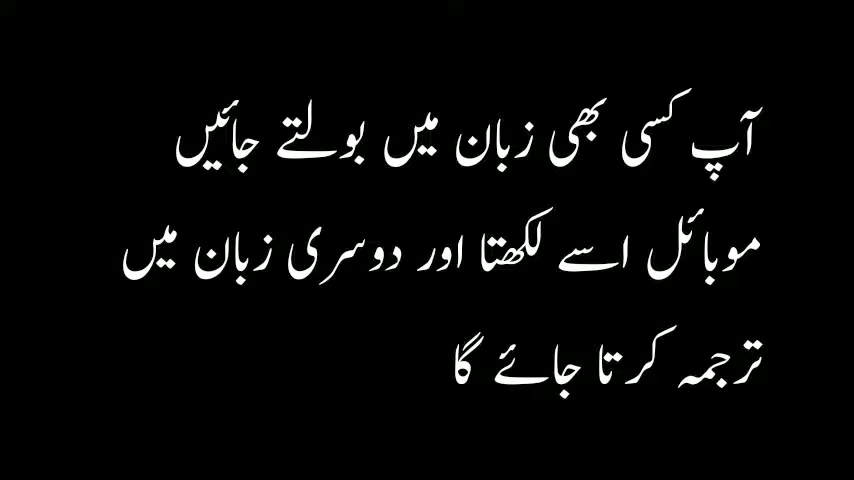 آپ کسی بھی زبان میں بولتے جائیں
موبائل اسے لکھتا اور دوسری زبان میں
ترجمہ کرتا جائے گا